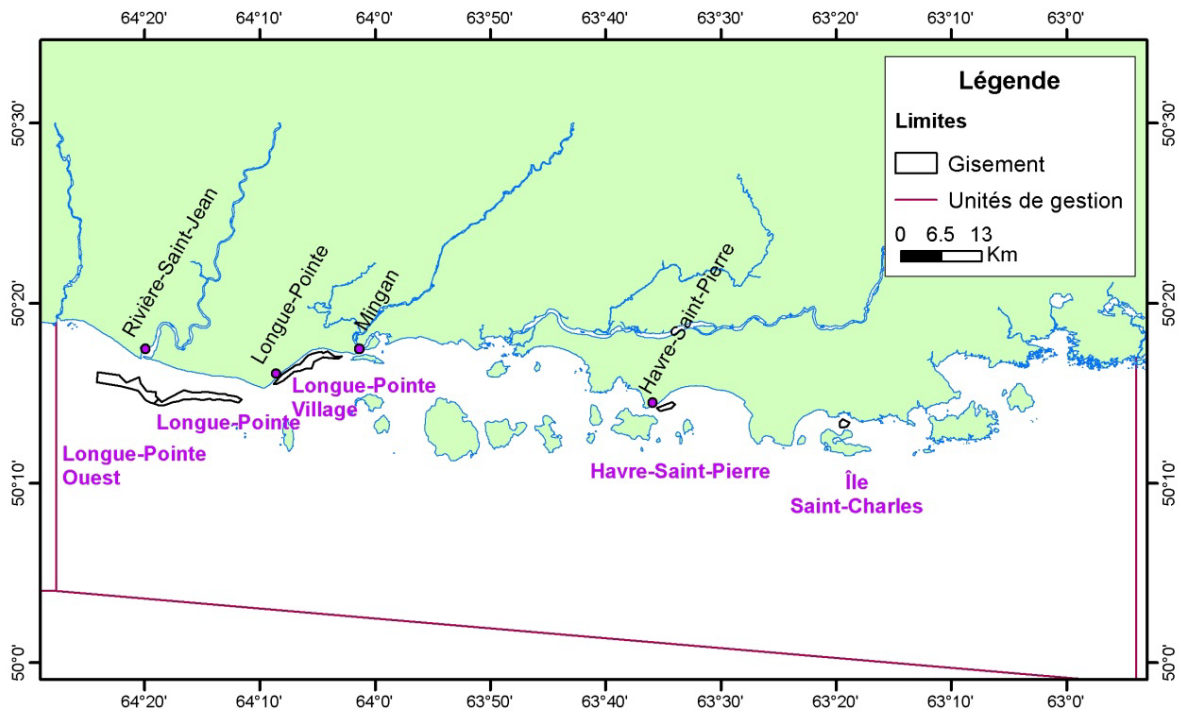 64°20' 64°10' 64°0' 63°50' 63°40' 63°30' 63°20' 63°10' 63°0'
Légende
Limites
Gisement
Unités de gestion
0 6.5 13
Km
50°30' 50°30'
50°20' 50°20'
50°10' 50°10'
50°0' 50°0'
Rivière-Saint-Jean
Longue-Pointe
Mingan
Havre-Saint-Pierre
Longue-Pointe
Village
Longue-Pointe
Longue-Pointe
Ouest
Havre-Saint-Pierre
Île
Saint-Charles
64°20' 64°10' 64°0' 63°50' 63°40' 63°30' 63°20' 63°10' 63°0'